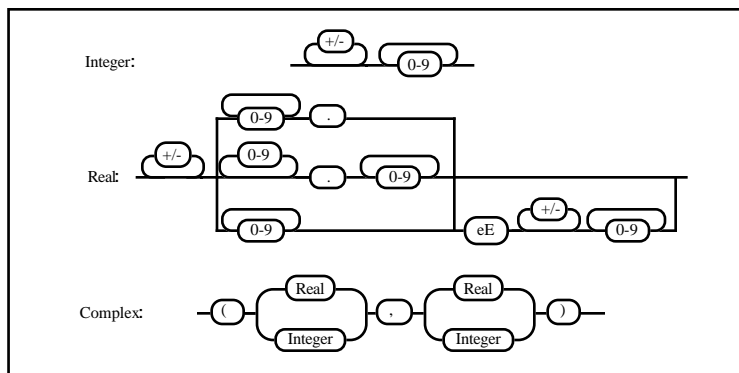 +/-
Integer: 0-9
0-9 .
+/- 0-9
Real: . 0-9
+/-
0-9 eE 0-9
Real Real
Complex: ( , )
Integer Integer